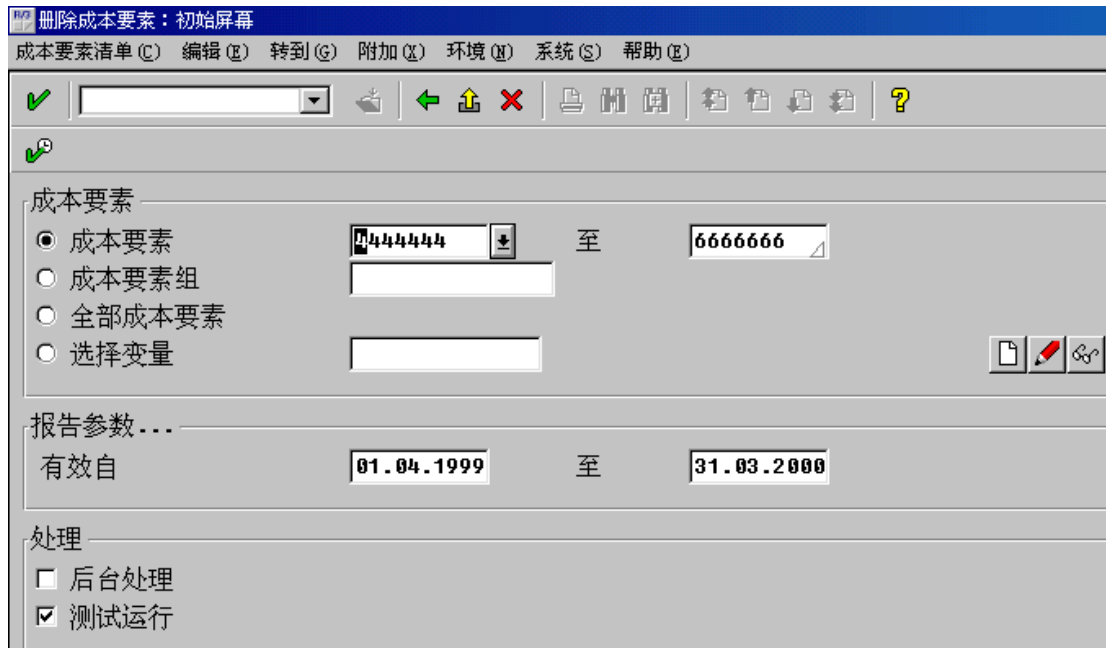 R/3 删除成本要素：初始屏幕
成本要素清单(C) 编辑(E) 转到(G) 附加(X) 环境(N) 系统(S) 帮助(E)
成本要素
成本要素 4444444 至 6666666
成本要素组
全部成本要素
选择变量
报告参数...
有效自 01.04.1999 至 31.03.2000
处理
后台处理
测试运行